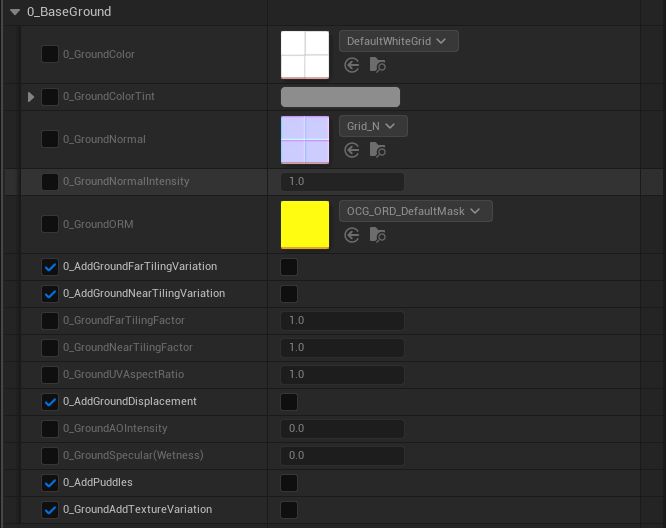 0_BaseGround
0_GroundColor
DefaultWhiteGrid
0_GroundColorTint
0_GroundNormal
Grid_N
0_GroundNormalIntensity
1.0
0_GroundORM
OCG_ORD_DefaultMask
0_AddGroundFarTilingVariation
0_AddGroundNearTilingVariation
0_GroundFarTilingFactor
1.0
0_GroundNearTilingFactor
1.0
0_GroundUVAspectRatio
1.0
0_AddGroundDisplacement
0_GroundAOIntensity
0.0
0_GroundSpecular(Wetness)
0.0
0_AddPuddles
0_GroundAddTextureVariation